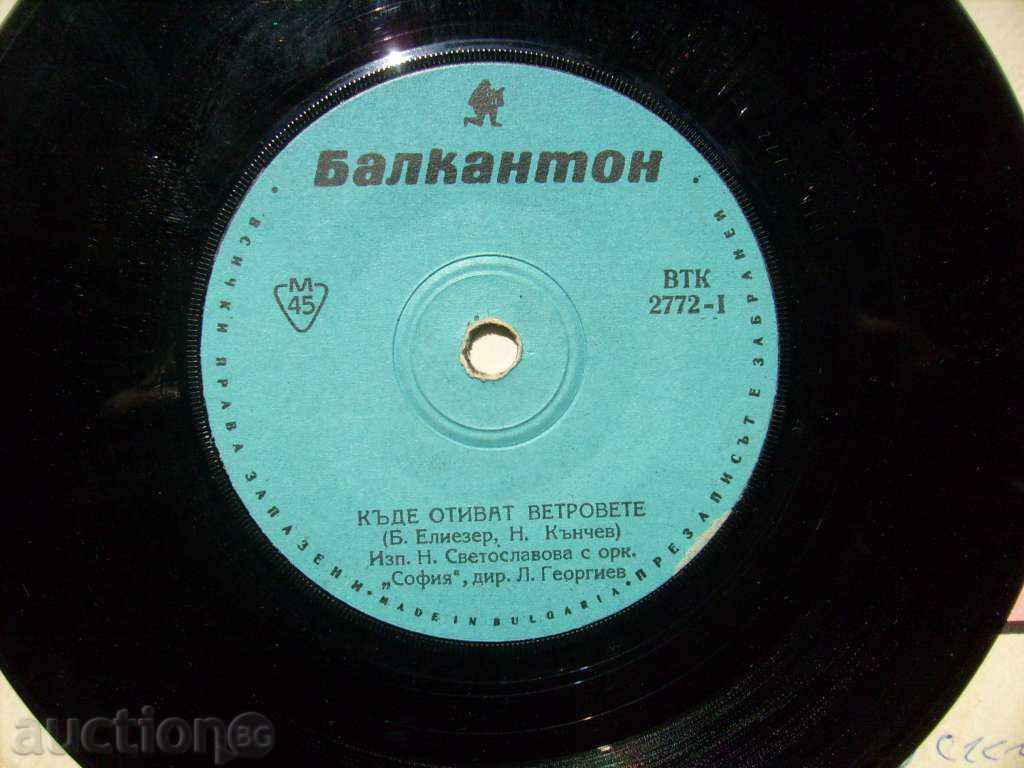 Балкантон
• ВСИЧКИ ПРАВА ЗАПАЗЕНИ • MADE IN BULGARIA • ПРЕЗАПИСЪТ Е ЗАБРАНЕН •
М
45
ВТК
2772-I
КЪДЕ ОТИВАТ ВЕТРОВЕТЕ
(Б. Елиезер, Н. Кънчев)
Изп. Н. Светославова с орк.
„София", дир. Л. Георгиев
auction BG